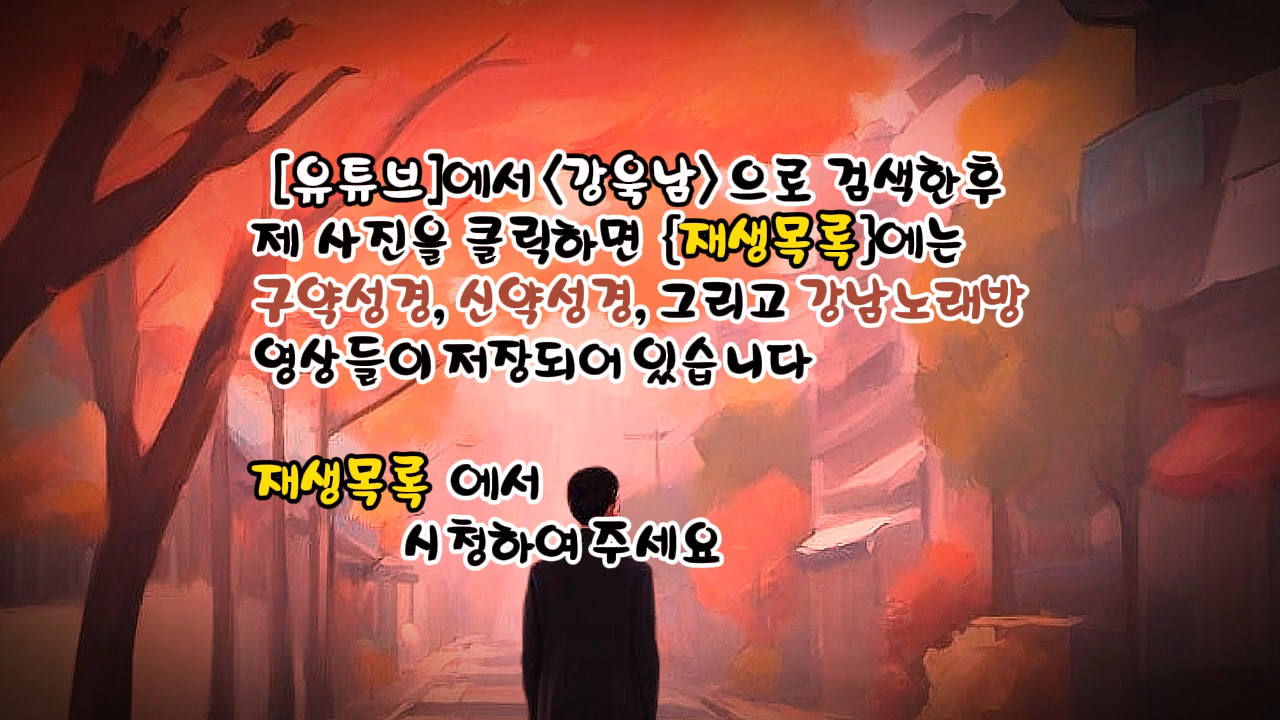 [유튜브]에서 <강욱남> 으로 검색한후
제 사진을 클릭하면 {재생목록}에는
구약성경, 신약성경, 그리고 강남노래방
영상들이 저장되어 있습니다
재생목록 에서
시청하여 주세요